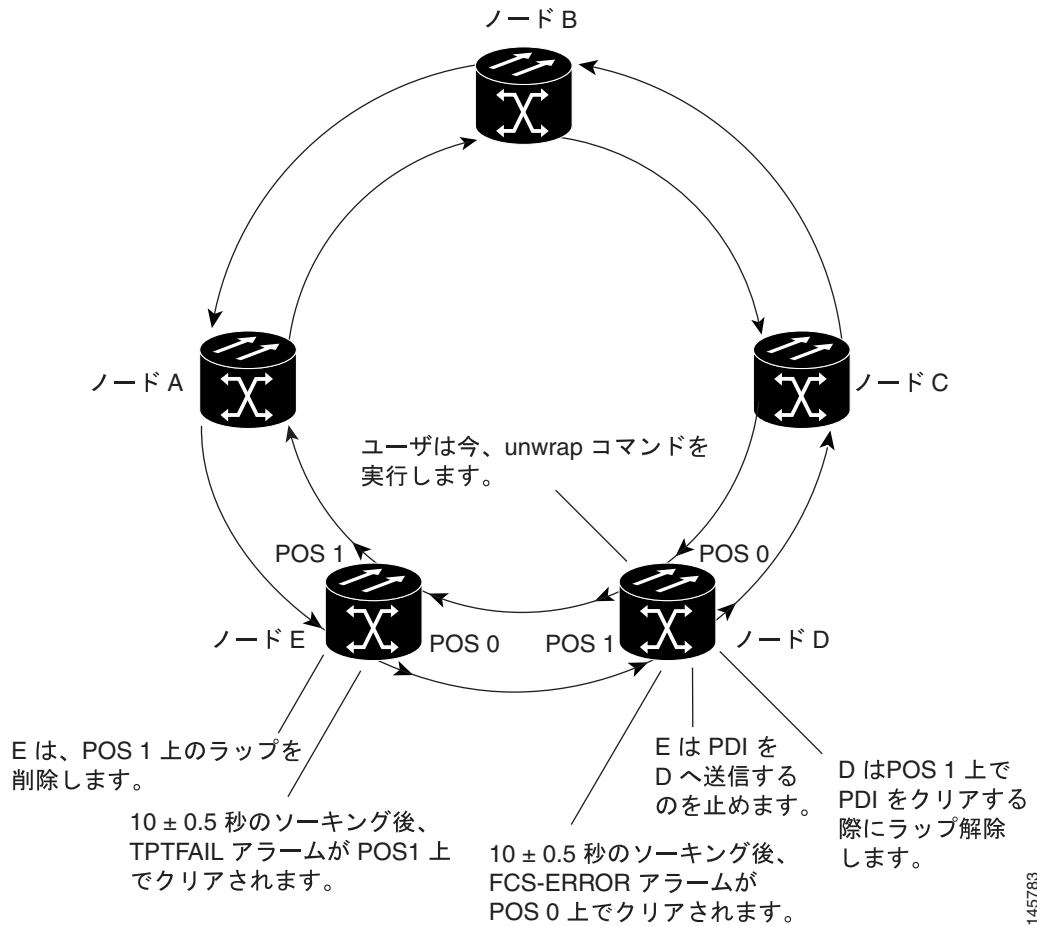 ノード B
ノード A
ノード C
ユーザは今、unwrap コマンドを
実行します。
POS 1
POS 0
ノード E
POS 0
POS 1
ノード D
E は、POS 1 上のラップを
削除します。
10 ± 0.5 秒のソーキング後、
TPTFAIL アラームが POS1 上
でクリアされます。
10 ± 0.5 秒のソーキング後、
FCS-ERROR アラームが
POS 0 上でクリアされます。
E は PDI を
D へ送信する
のを止めます。
D はPOS 1 上で
PDI をクリアする
際にラップ解除
します。
145783